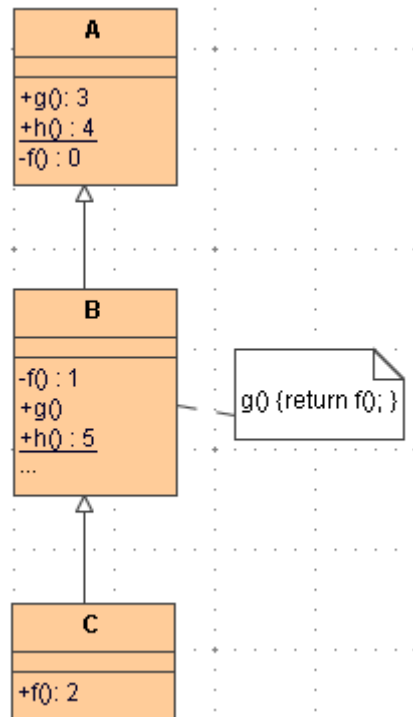 A
+g(): 3
+h() : 4
-f() : 0
B
-f() : 1
+g()
+h() : 5
...
g() {return f(); }
C
+f(): 2